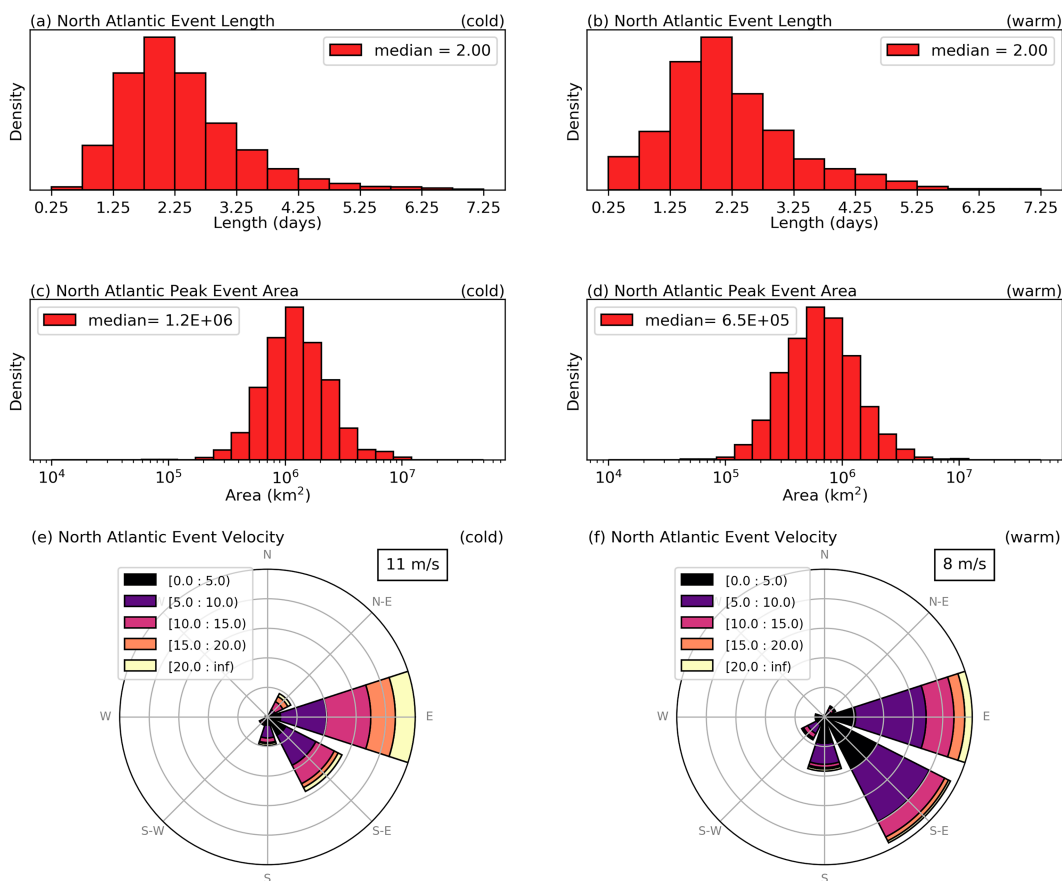 (a) North Atlantic Event Length (cold)
median = 2.00
Density
0.25 1.25 2.25 3.25 4.25 5.25 6.25 7.25
Length (days)
(b) North Atlantic Event Length (warm)
median = 2.00
Density
0.25 1.25 2.25 3.25 4.25 5.25 6.25 7.25
Length (days)
(c) North Atlantic Peak Event Area (cold)
median= 1.2E+06
Density
10⁴ 10⁵ 10⁶ 10⁷
Area (km²)
(d) North Atlantic Peak Event Area (warm)
median= 6.5E+05
Density
10⁴ 10⁵ 10⁶ 10⁷
Area (km²)
(e) North Atlantic Event Velocity (cold)
N
11 m/s
[0.0 : 5.0)
[5.0 : 10.0)
[10.0 : 15.0)
[15.0 : 20.0)
[20.0 : inf)
N-E
W
E
S-W
S-E
S
(f) North Atlantic Event Velocity (warm)
N
8 m/s
[0.0 : 5.0)
[5.0 : 10.0)
[10.0 : 15.0)
[15.0 : 20.0)
[20.0 : inf)
N-E
W
E
S-W
S-E
S